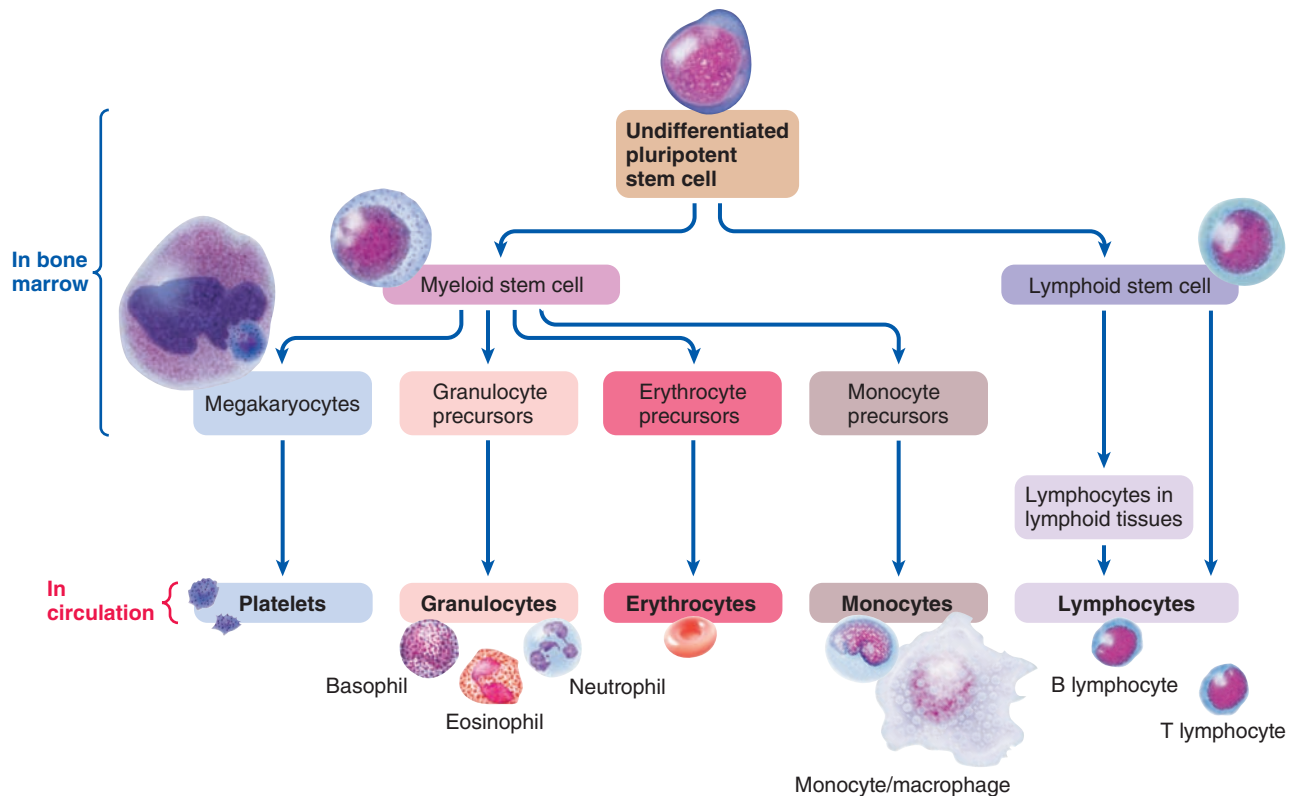 Undifferentiated
pluripotent
stem cell
In bone
marrow
Myeloid stem cell
Lymphoid stem cell
Megakaryocytes
Granulocyte
precursors
Erythrocyte
precursors
Monocyte
precursors
Lymphocytes in
lymphoid tissues
In
circulation
Platelets
Granulocytes
Erythrocytes
Monocytes
Lymphocytes
Basophil
Eosinophil
Neutrophil
Monocyte/macrophage
B lymphocyte
T lymphocyte